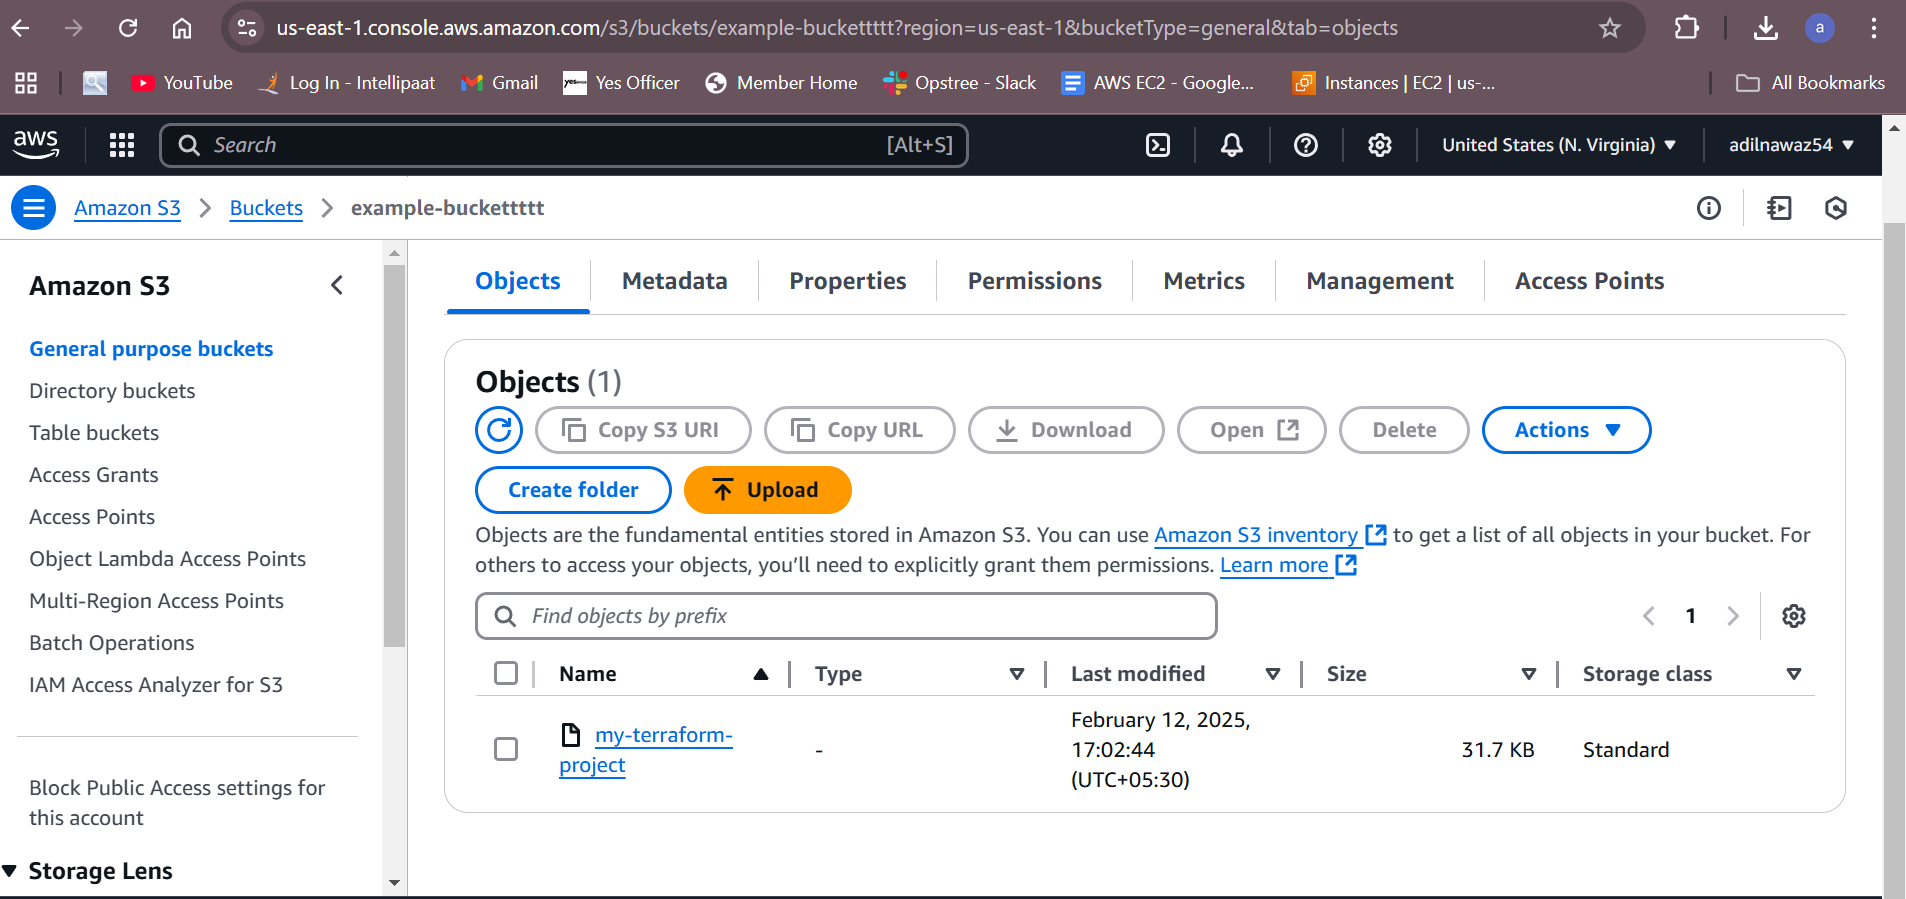 us-east-1.console.aws.amazon.com/s3/buckets/example-buckettttt?region=us-east-1&bucketType=general&tab=objects
a
YouTube Log In - Intellipaat Gmail Yes Officer Member Home Opstree - Slack AWS EC2 - Google... Instances | EC2 | us-... All Bookmarks
aws Search [Alt+S] United States (N. Virginia) adilnawaz54
Amazon S3 Buckets example-buckettttt
Amazon S3
General purpose buckets
Directory buckets
Table buckets
Access Grants
Access Points
Object Lambda Access Points
Multi-Region Access Points
Batch Operations
IAM Access Analyzer for S3
Block Public Access settings for
this account
Storage Lens
Objects Metadata Properties Permissions Metrics Management Access Points
Objects (1)
Copy S3 URI Copy URL Download Open Delete Actions
Create folder Upload
Objects are the fundamental entities stored in Amazon S3. You can use Amazon S3 inventory to get a list of all objects in your bucket. For
others to access your objects, you’ll need to explicitly grant them permissions. Learn more
Find objects by prefix 1
Name Type Last modified Size Storage class
my-terraform-
project
-
February 12, 2025,
17:02:44
(UTC+05:30)
31.7 KB
Standard